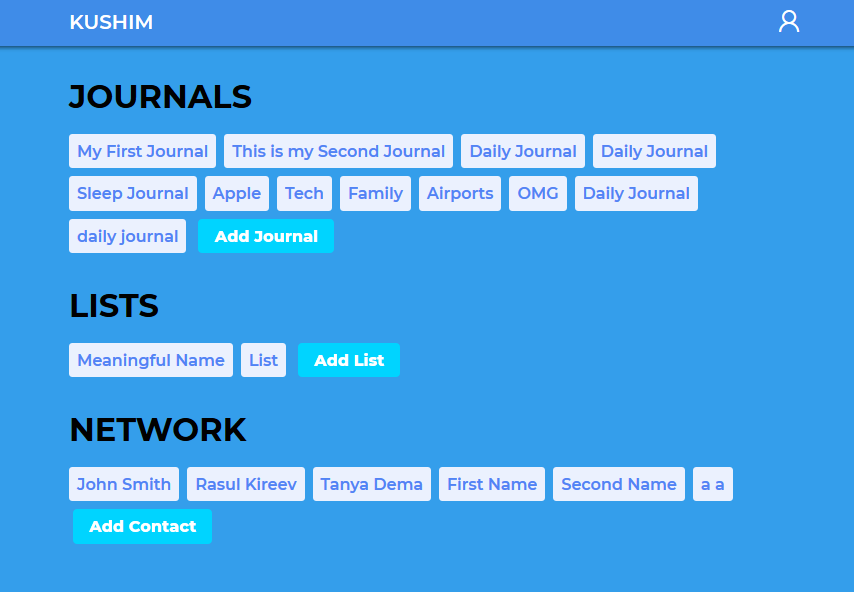 KUSHIM
JOURNALS
My First Journal This is my Second Journal Daily Journal Daily Journal
Sleep Journal Apple Tech Family Airports OMG Daily Journal
daily journal Add Journal
LISTS
Meaningful Name List Add List
NETWORK
John Smith Rasul Kireev Tanya Dema First Name Second Name a a
Add Contact